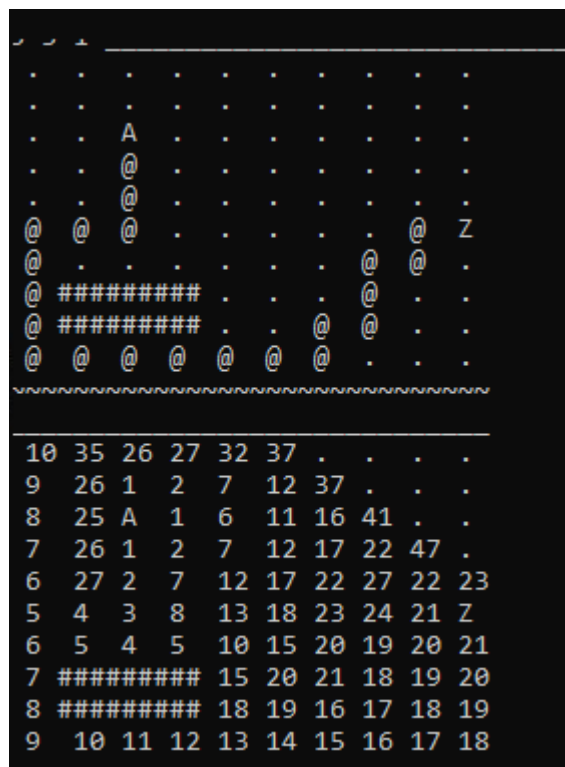 . . . . . . . . . .
. . . . . . . . . .
. . A . . . . . . .
. . @ . . . . . . .
. . @ . . . . . . .
@ @ @ . . . . . @ Z
@ . . . . . . @ @ .
@ ######### . . . @ . .
@ ######### . . @ @ . .
@ @ @ @ @ @ @ . . .
~~~~~~~~~~~~~~~~~~~~~~~~~~~~~~
______________________________
10 35 26 27 32 37 . . . .
9 26 1 2 7 12 37 . . .
8 25 A 1 6 11 16 41 . .
7 26 1 2 7 12 17 22 47 .
6 27 2 7 12 17 22 27 22 23
5 4 3 8 13 18 23 24 21 Z
6 5 4 5 10 15 20 19 20 21
7 ######### 15 20 21 18 19 20
8 ######### 18 19 16 17 18 19
9 10 11 12 13 14 15 16 17 18